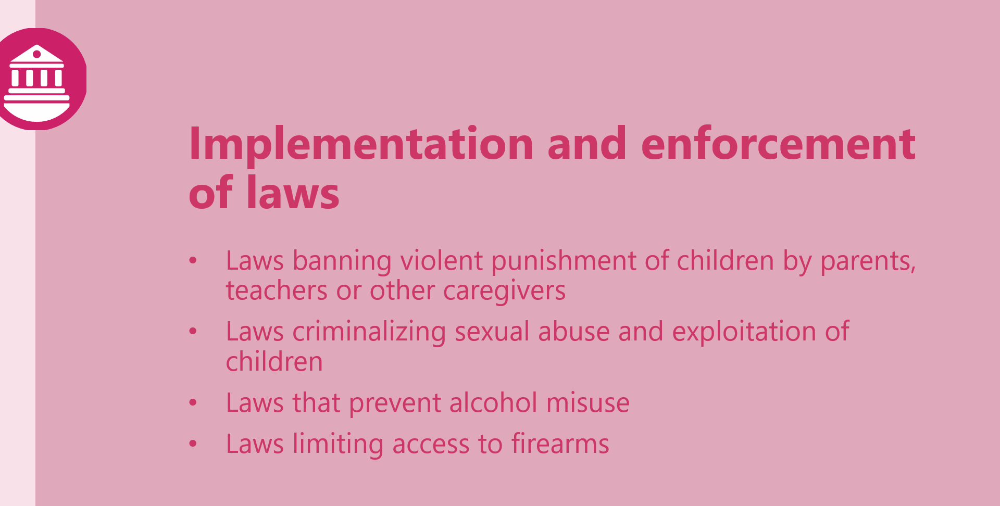 Implementation and enforcement
of laws
• Laws banning violent punishment of children by parents,
teachers or other caregivers
• Laws criminalizing sexual abuse and exploitation of
children
• Laws that prevent alcohol misuse
• Laws limiting access to firearms